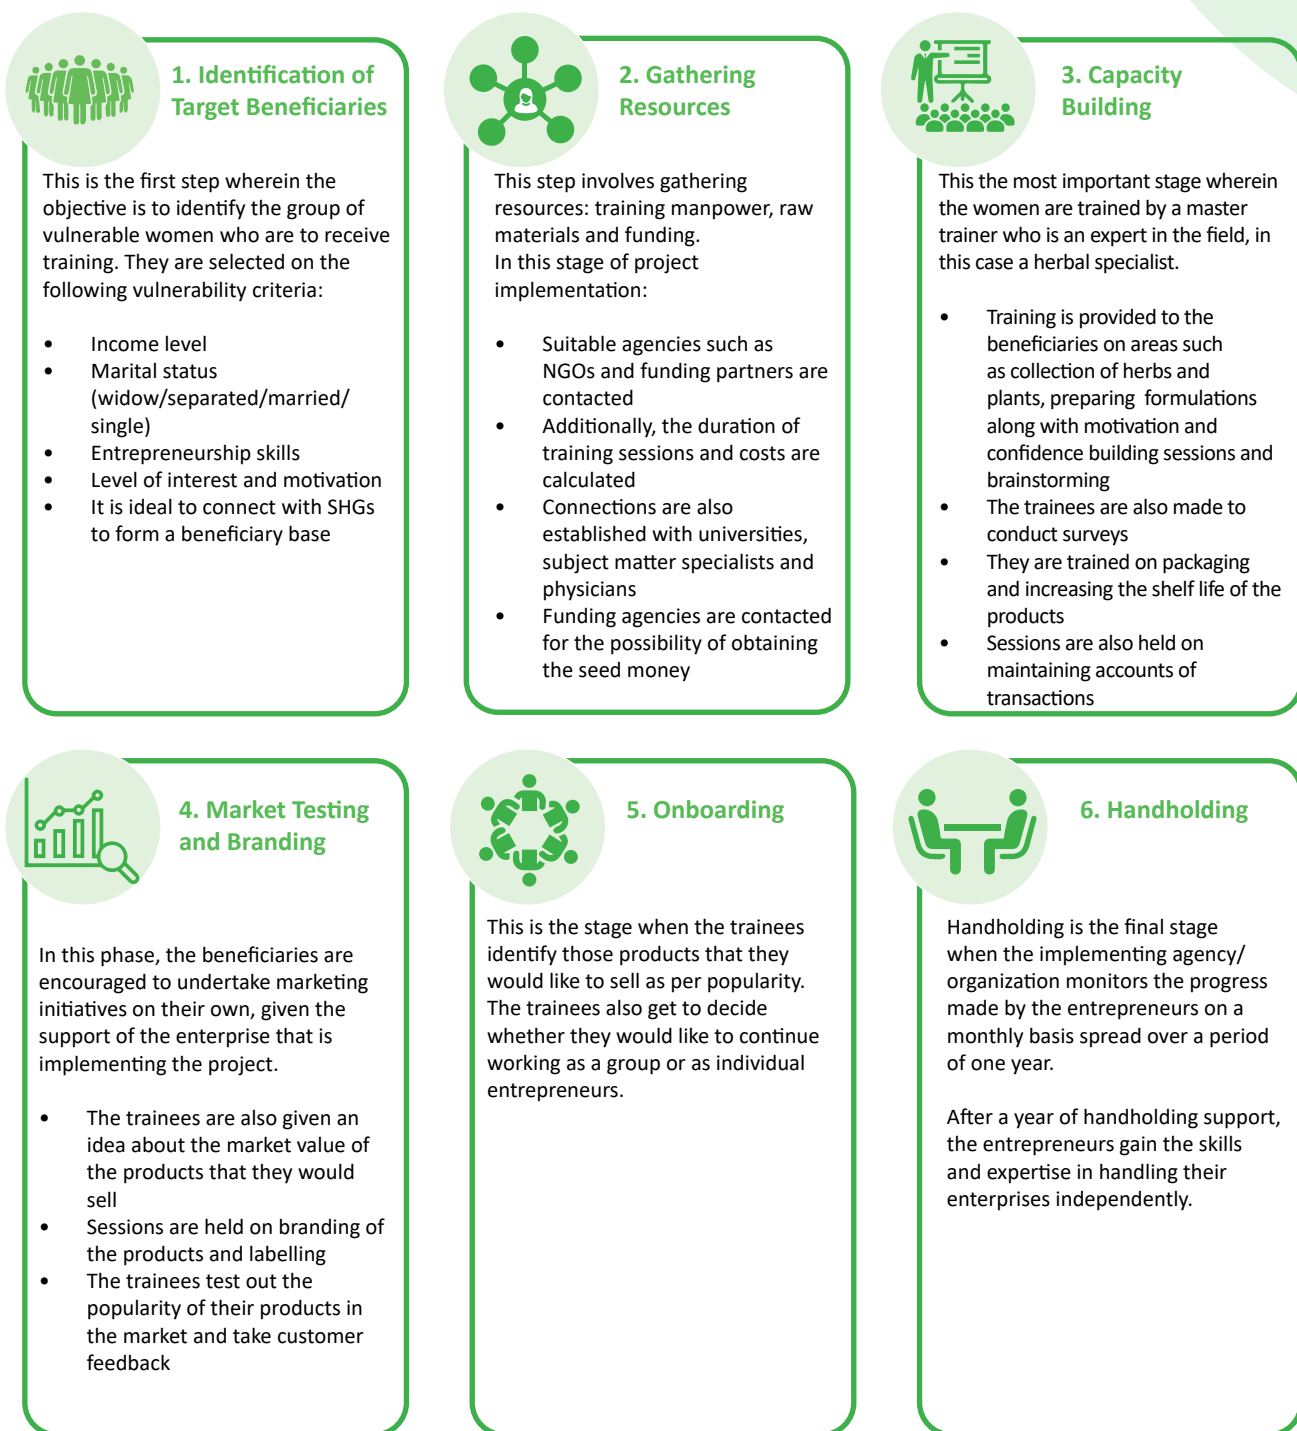 1. Identification of
Target Beneficiaries
This is the first step wherein the
objective is to identify the group of
vulnerable women who are to receive
training. They are selected on the
following vulnerability criteria:
• Income level
• Marital status
(widow/separated/married/
single)
• Entrepreneurship skills
• Level of interest and motivation
• It is ideal to connect with SHGs
to form a beneficiary base
2. Gathering
Resources
This step involves gathering
resources: training manpower, raw
materials and funding.
In this stage of project
implementation:
• Suitable agencies such as
NGOs and funding partners are
contacted
• Additionally, the duration of
training sessions and costs are
calculated
• Connections are also
established with universities,
subject matter specialists and
physicians
• Funding agencies are contacted
for the possibility of obtaining
the seed money
3. Capacity
Building
This the most important stage wherein
the women are trained by a master
trainer who is an expert in the field, in
this case a herbal specialist.
• Training is provided to the
beneficiaries on areas such
as collection of herbs and
plants, preparing formulations
along with motivation and
confidence building sessions and
brainstorming
• The trainees are also made to
conduct surveys
• They are trained on packaging
and increasing the shelf life of the
products
• Sessions are also held on
maintaining accounts of
transactions
4. Market Testing
and Branding
In this phase, the beneficiaries are
encouraged to undertake marketing
initiatives on their own, given the
support of the enterprise that is
implementing the project.
• The trainees are also given an
idea about the market value of
the products that they would
sell
• Sessions are held on branding of
the products and labelling
• The trainees test out the
popularity of their products in
the market and take customer
feedback
5. Onboarding
This is the stage when the trainees
identify those products that they
would like to sell as per popularity.
The trainees also get to decide
whether they would like to continue
working as a group or as individual
entrepreneurs.
6. Handholding
Handholding is the final stage
when the implementing agency/
organization monitors the progress
made by the entrepreneurs on a
monthly basis spread over a period
of one year.
After a year of handholding support,
the entrepreneurs gain the skills
and expertise in handling their
enterprises independently.